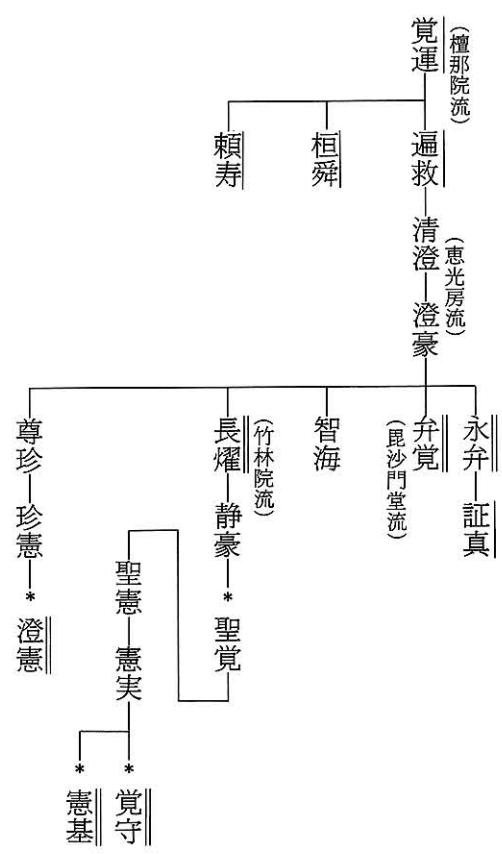 覚運
（檀那院流）
遍救
桓舜
頼寿
清澄
澄豪
（恵光房流）
永弁
証真
弁覚
（毘沙門堂流）
智海
長燿
（竹林院流）
静豪
* 聖覚
聖憲
憲実
* 覚守
* 憲基
尊珍
珍憲
* 澄憲